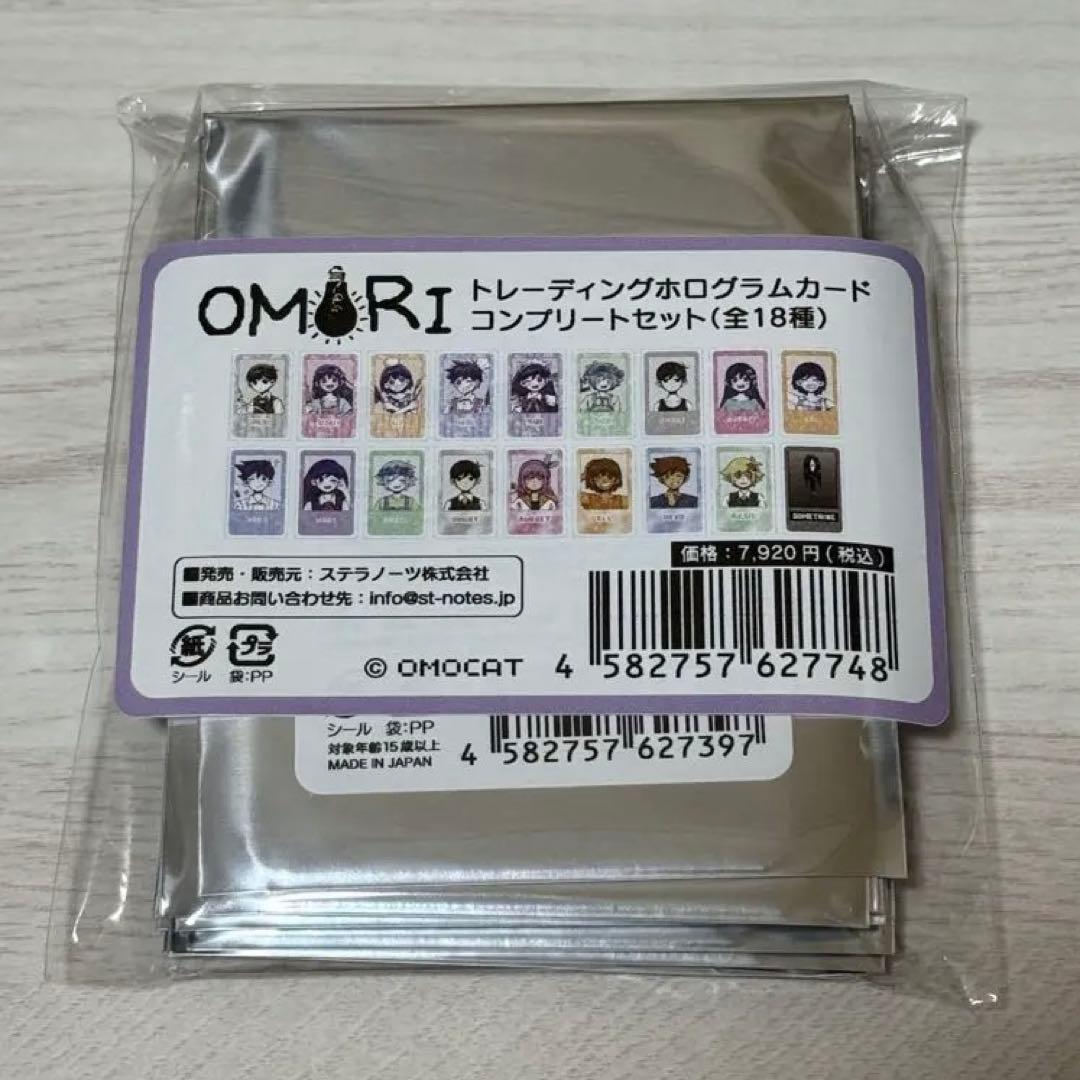 OMORI
トレーディングホログラムカード
コンプリートセット(全18種)
SOMETHING
価格:7,920円(税込)
■発売・販売元:ステラノーツ株式会社
■商品お問い合わせ先:info@st-notes.jp
紙 プラ
シール 袋:PP
© OMOCAT
4 582757 627748
シール 袋:PP
対象年齢15歳以上
MADE IN JAPAN
4 582757 627397